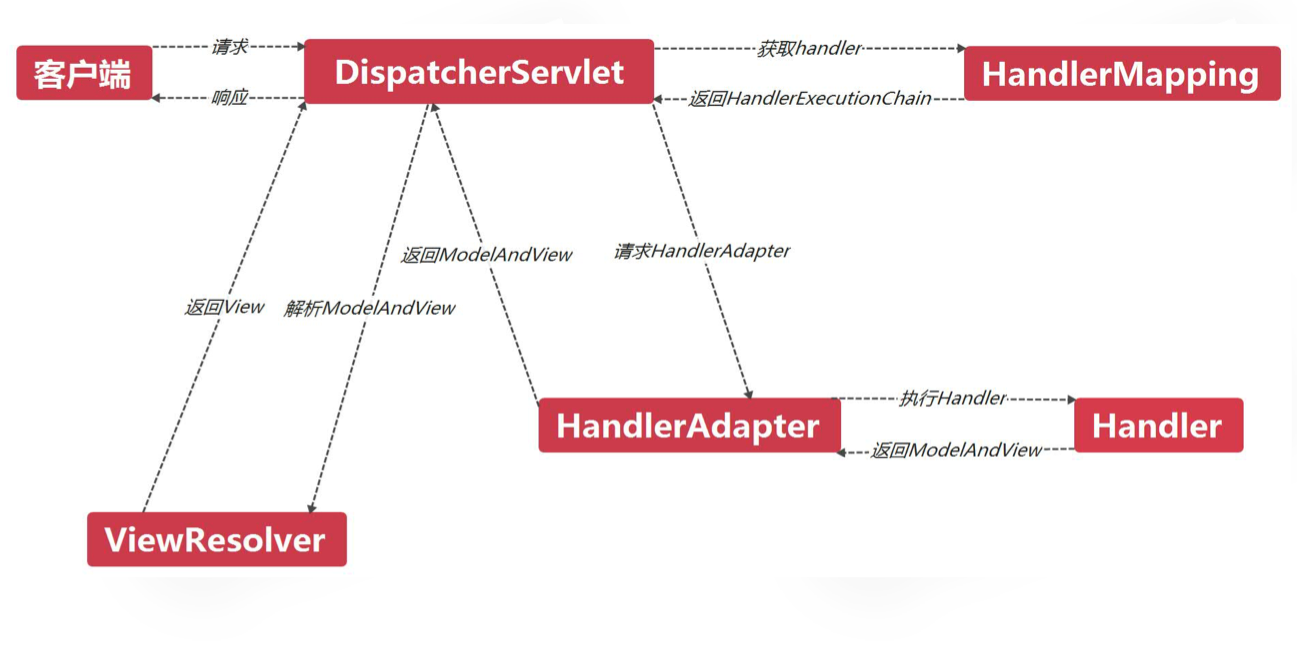 请求
获取handler
客户端
DispatcherServlet
HandlerMapping
响应
返回HandlerExecutionChain
返回ModelAndView
请求HandlerAdapter
返回View
解析ModelAndView
执行Handler
HandlerAdapter
Handler
返回ModelAndView
ViewResolver